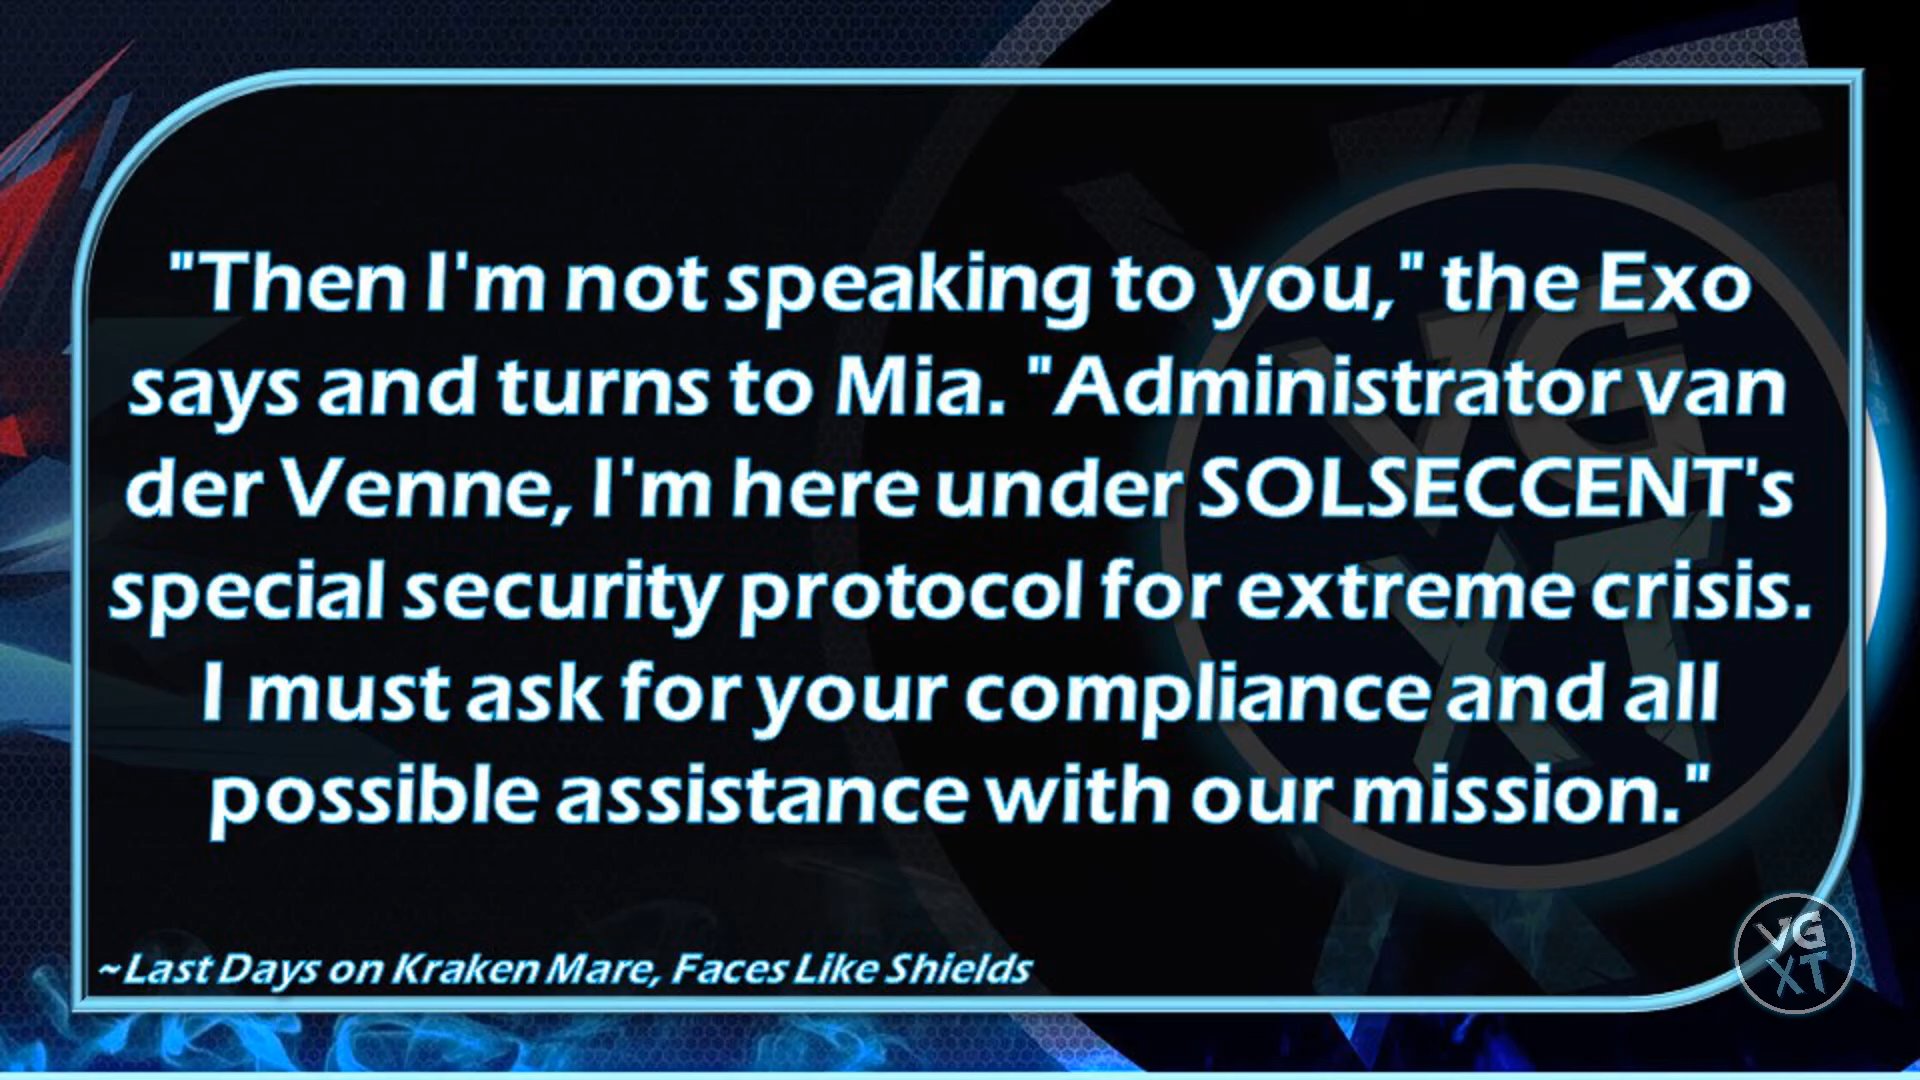 "Then I'm not speaking to you," the Exo
says and turns to Mia. "Administrator van
der Venne, I'm here under SOLSECCENT's
special security protocol for extreme crisis.
I must ask for your compliance and all
possible assistance with our mission."
~Last Days on Kraken Mare, Faces Like Shields
VG
XT
VG
XT